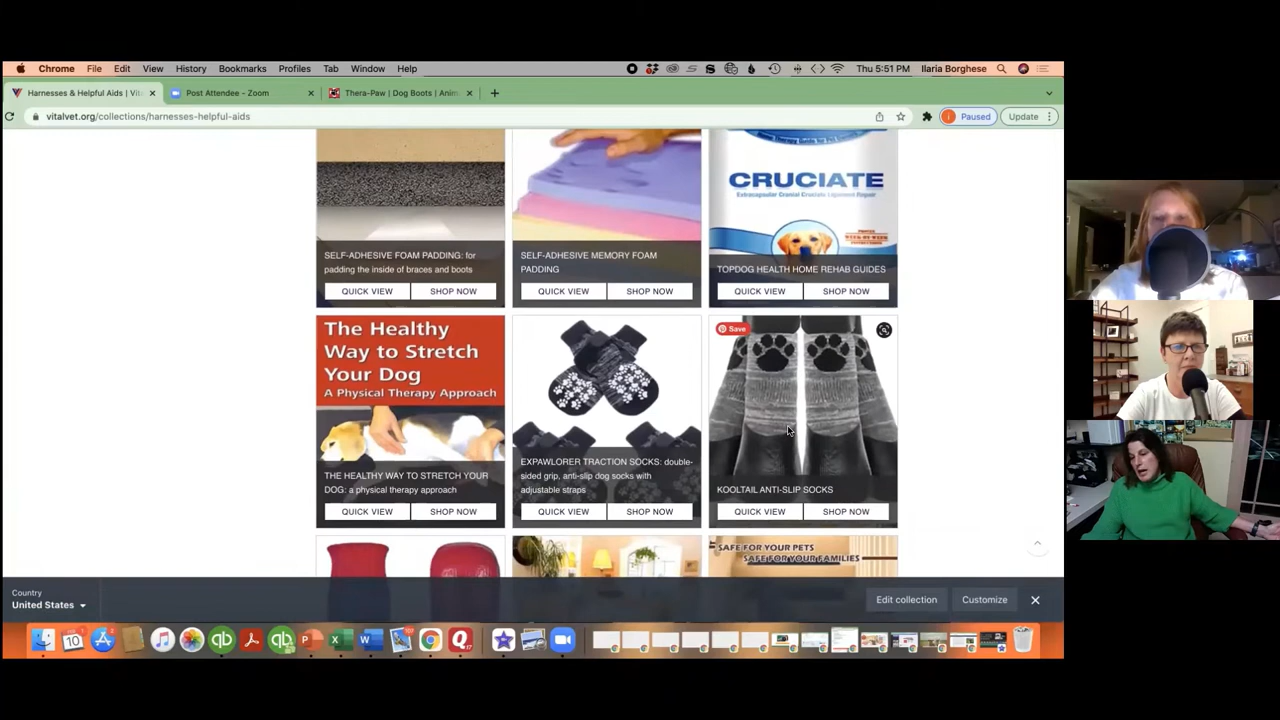 Chrome File Edit View History Bookmarks Profiles Tab Window Help Thu 5:51 PM Ilaria Borghese
Harnesses & Helpful Aids | Vita Post Attendee - Zoom Thera-Paw | Dog Boots | Anim
vitalvet.org/collections/harnesses-helpful-aids Paused Update
SELF-ADHESIVE FOAM PADDING: for
padding the inside of braces and boots
QUICK VIEW SHOP NOW
SELF-ADHESIVE MEMORY FOAM
PADDING
QUICK VIEW SHOP NOW
CRUCIATE
Extracapsular Cranial Cruciate Ligament Repair
TOPDOG HEALTH HOME REHAB GUIDES
QUICK VIEW SHOP NOW
The Healthy
Way to Stretch
Your Dog
A Physical Therapy Approach
THE HEALTHY WAY TO STRETCH YOUR
DOG: a physical therapy approach
QUICK VIEW SHOP NOW
EXPAWLORER TRACTION SOCKS: double-
sided grip, anti-slip dog socks with
adjustable straps
QUICK VIEW SHOP NOW
Save
KOOLTAIL ANTI-SLIP SOCKS
QUICK VIEW SHOP NOW
SAFE FOR YOUR PETS
SAFE FOR YOUR FAMILIES
Country
United States
Edit collection Customize